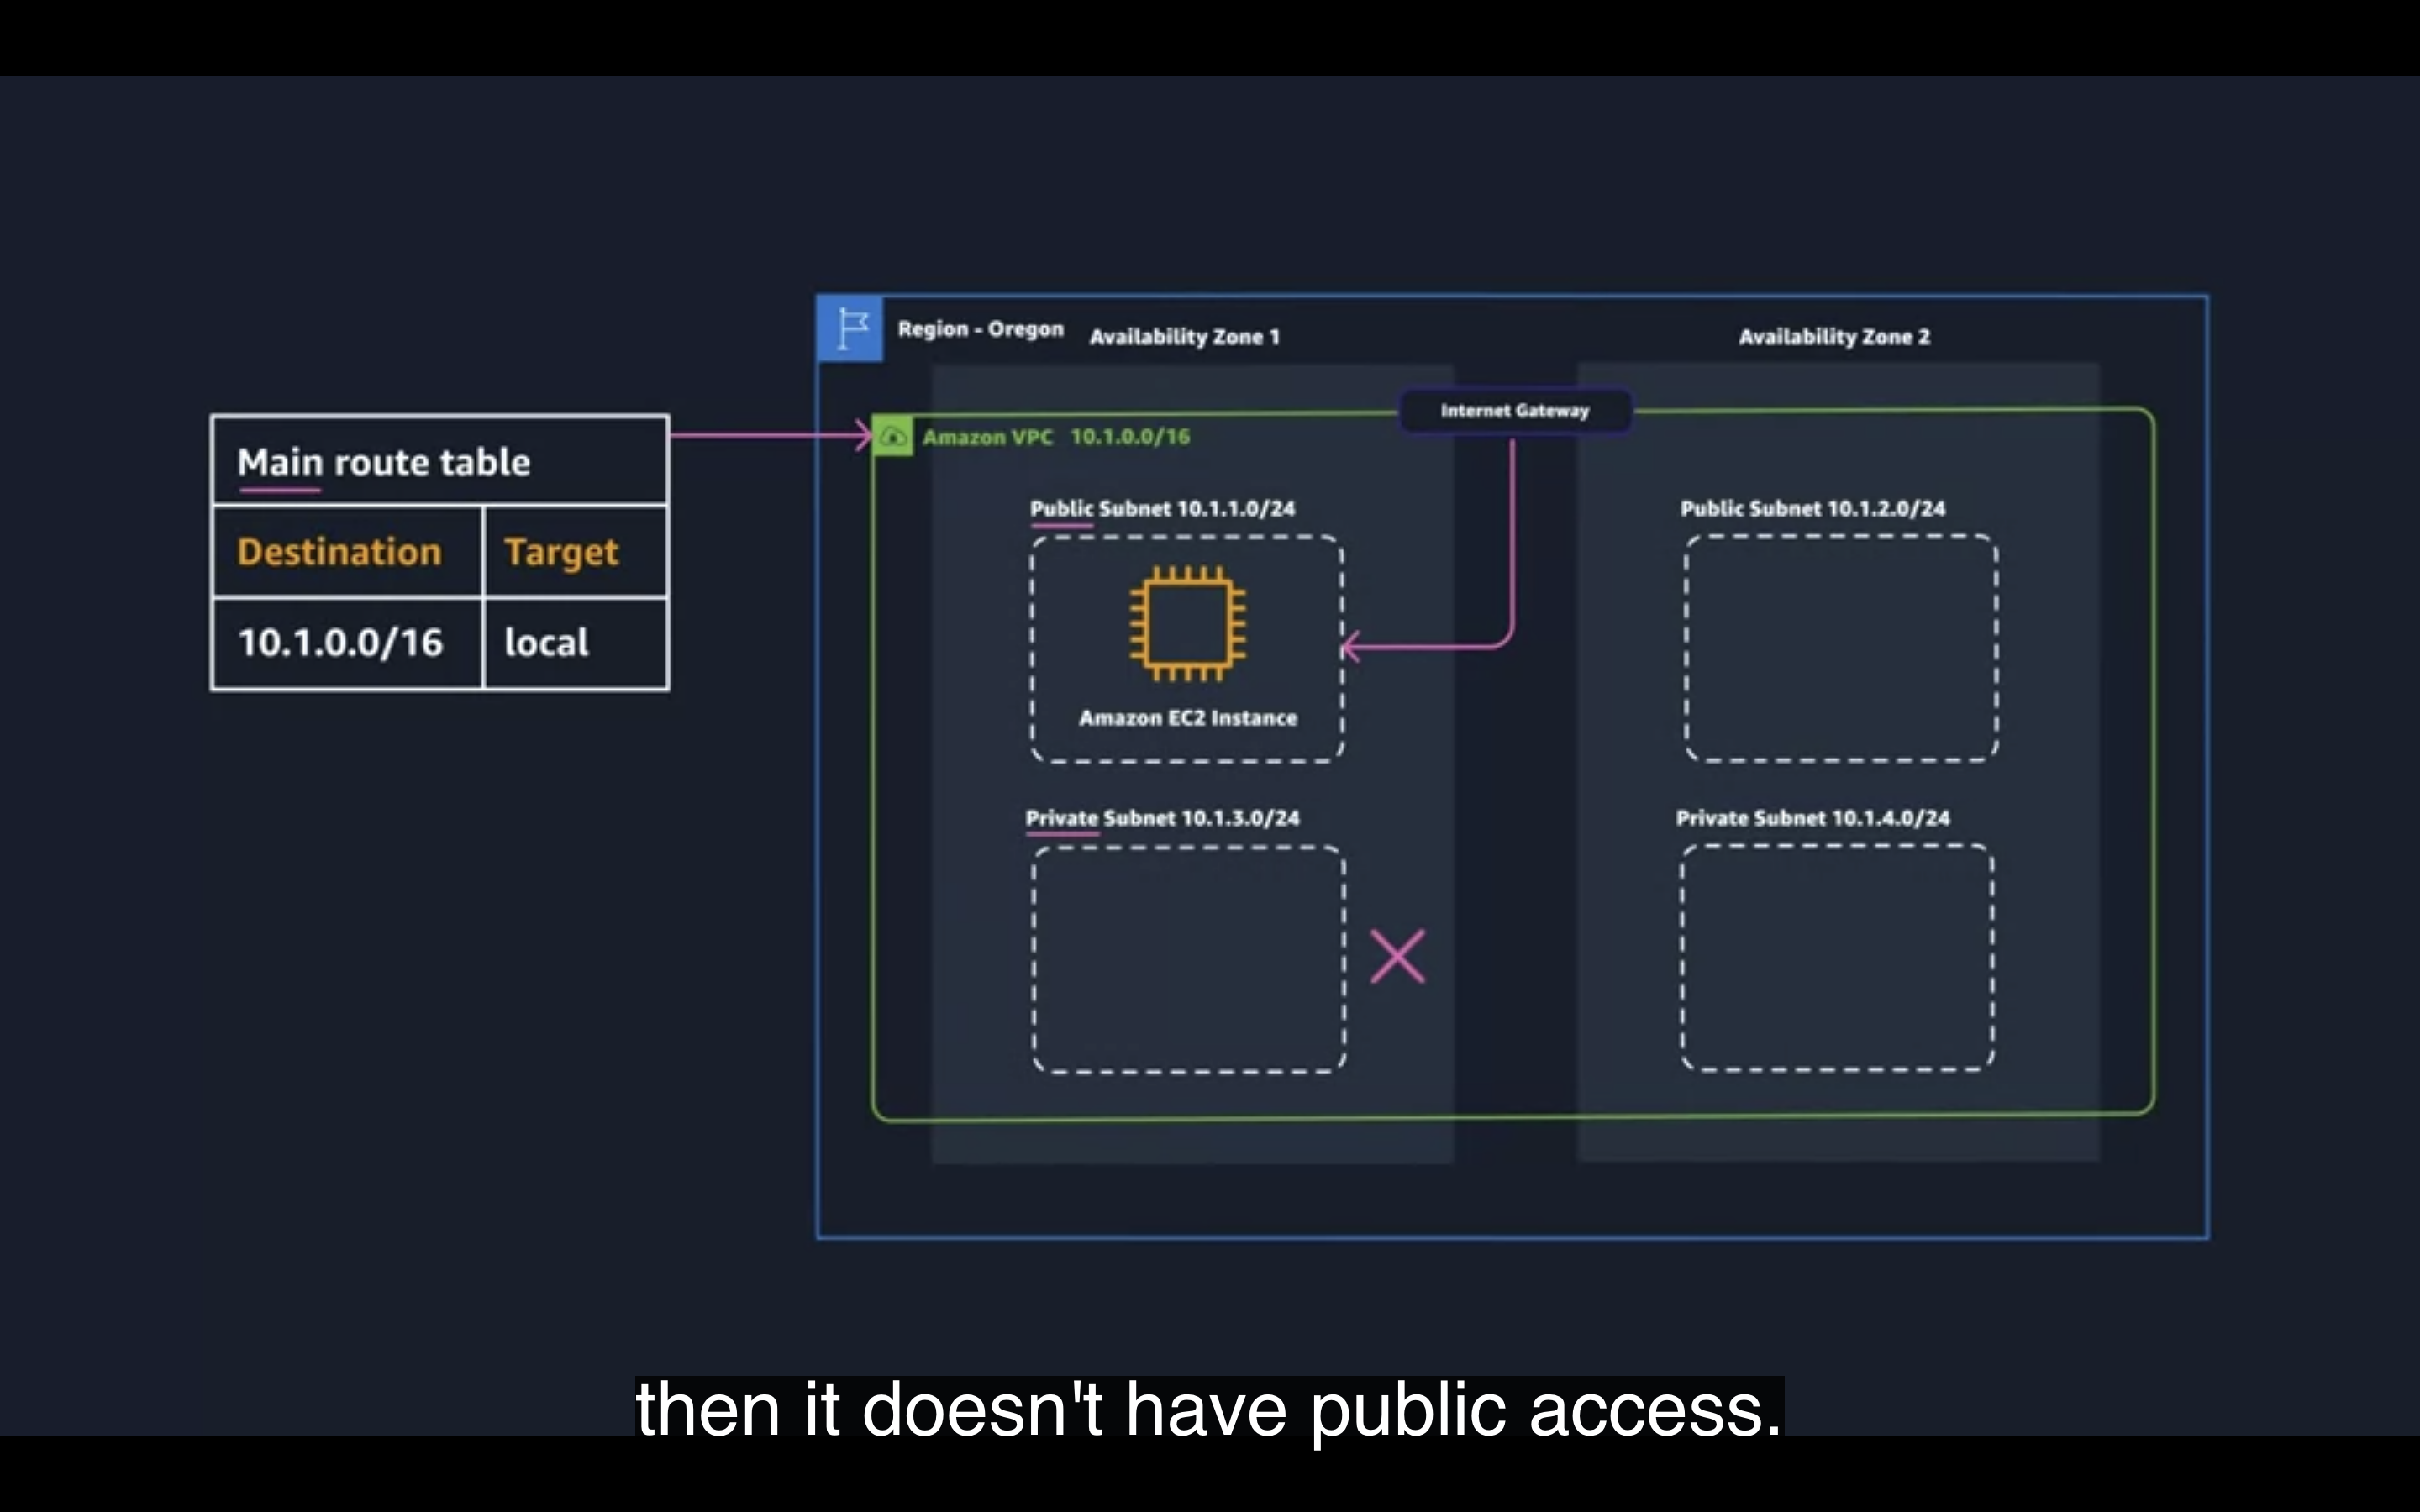 Region - Oregon
Availability Zone 1
Availability Zone 2
Internet Gateway
Main route table
Destination
Target
10.1.0.0/16
local
Amazon VPC 10.1.0.0/16
Public Subnet 10.1.1.0/24
Amazon EC2 Instance
Public Subnet 10.1.2.0/24
Private Subnet 10.1.3.0/24
Private Subnet 10.1.4.0/24
then it doesn't have public access.